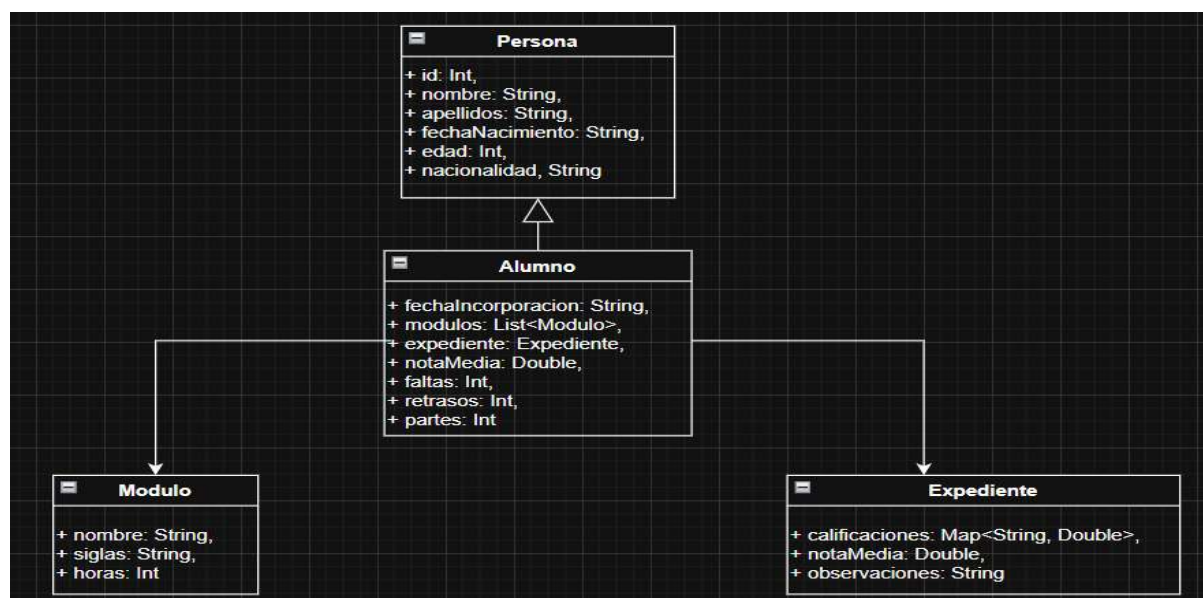 Persona
+ id: Int,
+ nombre: String,
+ apellidos: String,
+ fechaNacimiento: String,
+ edad: Int,
+ nacionalidad, String
Alumno
+ fechaIncorporacion: String,
+ modulos: List<Modulo>,
+ expediente: Expediente,
+ notaMedia: Double,
+ faltas: Int,
+ retrasos: Int,
+ partes: Int
Modulo
+ nombre: String,
+ siglas: String,
+ horas: Int
Expediente
+ calificaciones: Map<String, Double>,
+ notaMedia: Double,
+ observaciones: String